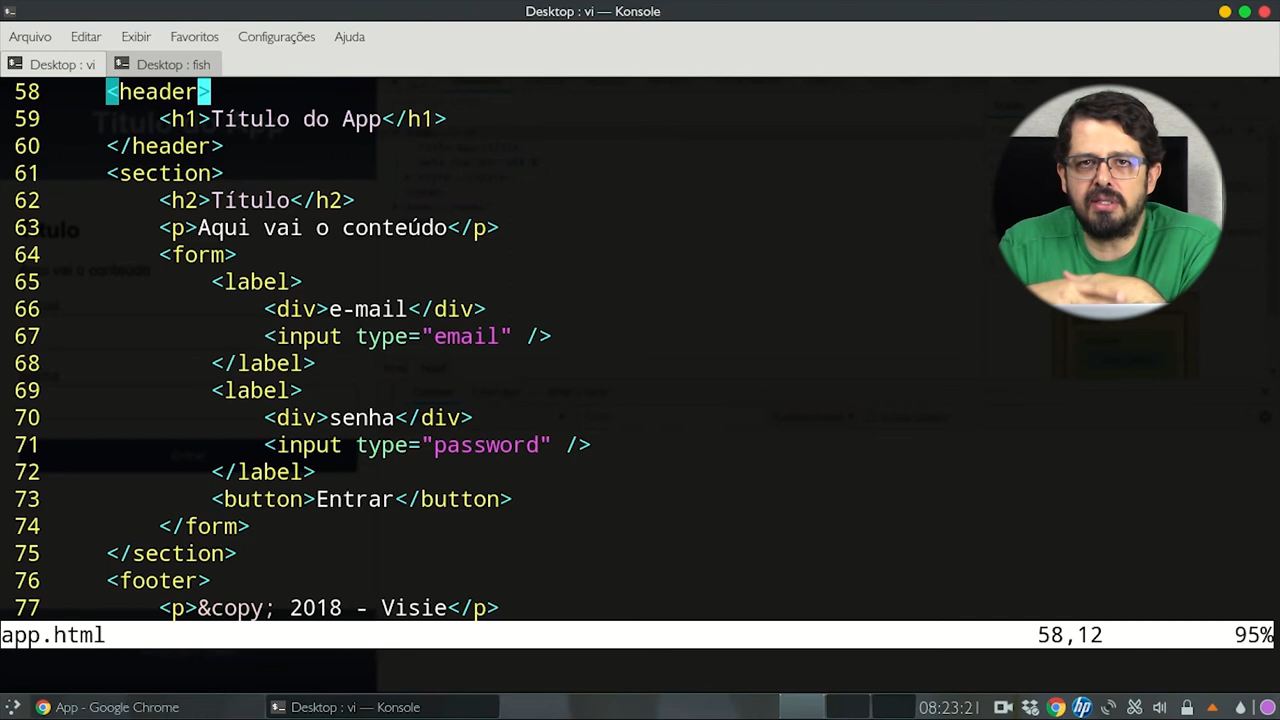 Desktop : vi — Konsole
Arquivo Editar Exibir Favoritos Configurações Ajuda
Desktop : vi Desktop : fish
58 <header>
59 <h1>Título do App</h1>
60 </header>
61 <section>
62 <h2>Título</h2>
63 <p>Aqui vai o conteúdo</p>
64 <form>
65 <label>
66 <div>e-mail</div>
67 <input type="email" />
68 </label>
69 <label>
70 <div>senha</div>
71 <input type="password" />
72 </label>
73 <button>Entrar</button>
74 </form>
75 </section>
76 <footer>
77 <p>&copy; 2018 - Visie</p>
app.html 58,12 95%
App - Google Chrome Desktop : vi — Konsole 08:23:21